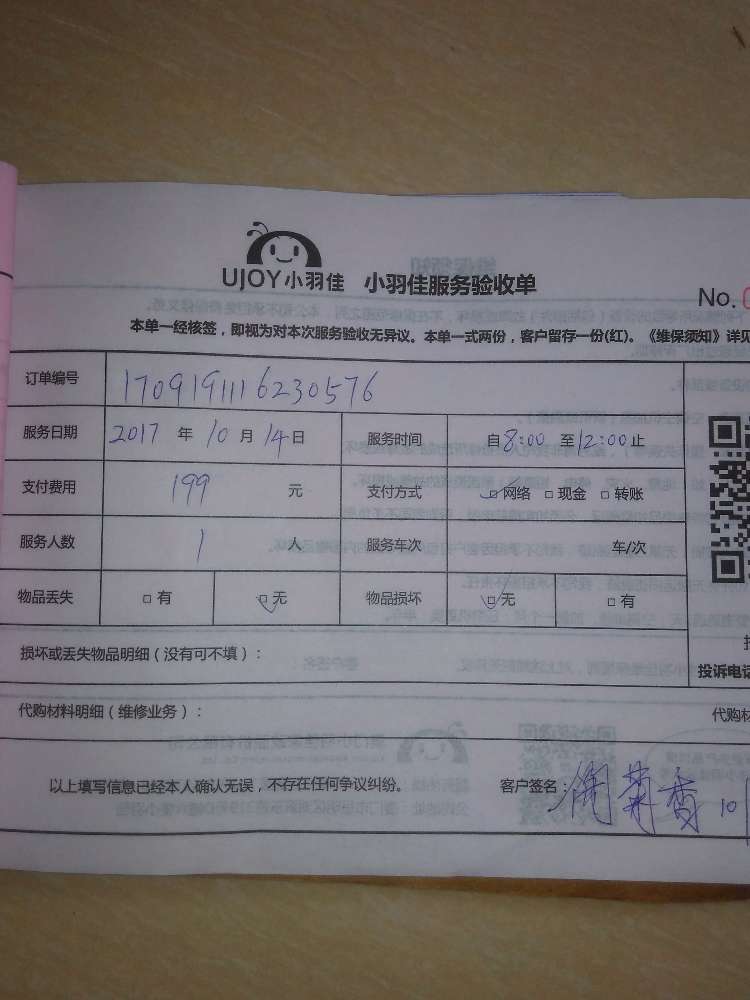 UJOY小羽佳 小羽佳服务验收单
No.
本单一经核签，即视为对本次服务验收无异议。本单一式两份，客户留存一份(红)。《维保须知》详见
订单编号 1709191116230576
服务日期 2017 年 10 月 14 日 服务时间 自 8:00 至 12:00 止
支付费用 199 元 支付方式 ☑网络 □现金 □转账
服务人数 1 人 服务车次 车/次
物品丢失 □有 ☑无 物品损坏 ☑无 □有
损坏或丢失物品明细（没有可不填）：
投诉电话
代购材料明细（维修业务）： 代购材
以上填写信息已经本人确认无误，不存在任何争议纠纷。 客户签名： 菊香 10